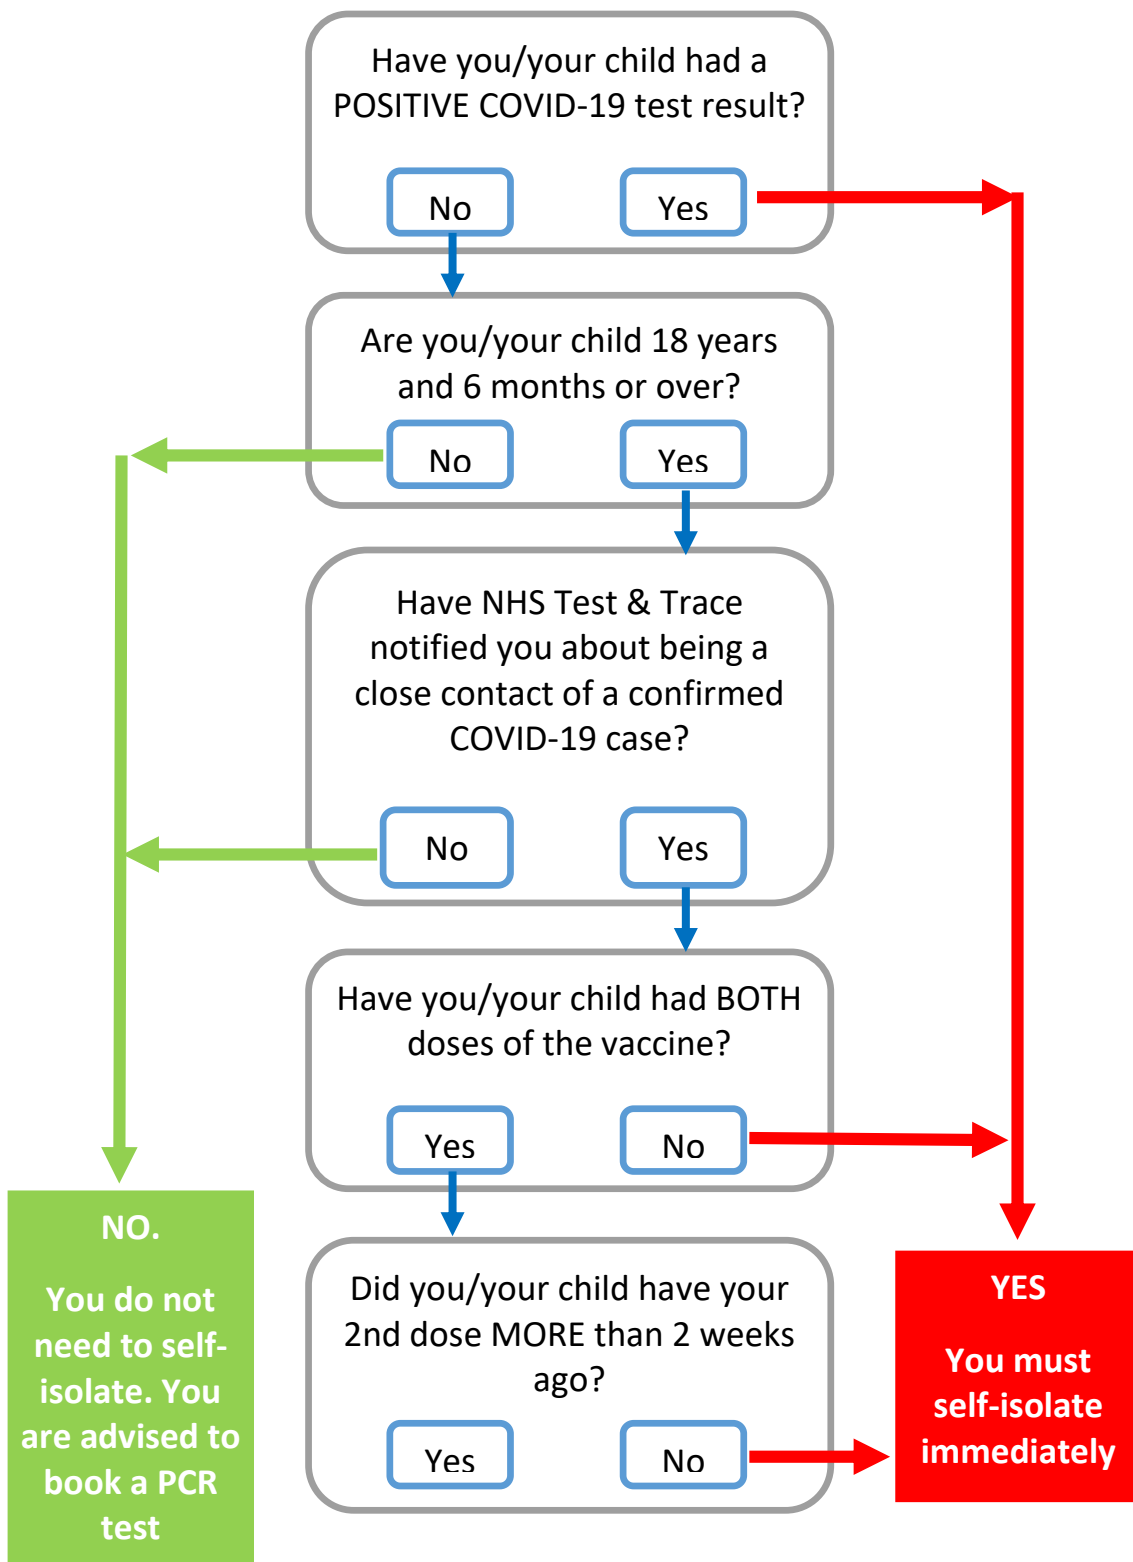 Have you/your child had a
POSITIVE COVID-19 test result?
No
Yes
Are you/your child 18 years
and 6 months or over?
No
Yes
Have NHS Test & Trace
notified you about being a
close contact of a confirmed
COVID-19 case?
No
Yes
Have you/your child had BOTH
doses of the vaccine?
Yes
No
Did you/your child have your
2nd dose MORE than 2 weeks
ago?
Yes
No
NO.
You do not
need to self-
isolate. You
are advised to
book a PCR
test
YES
You must
self-isolate
immediately